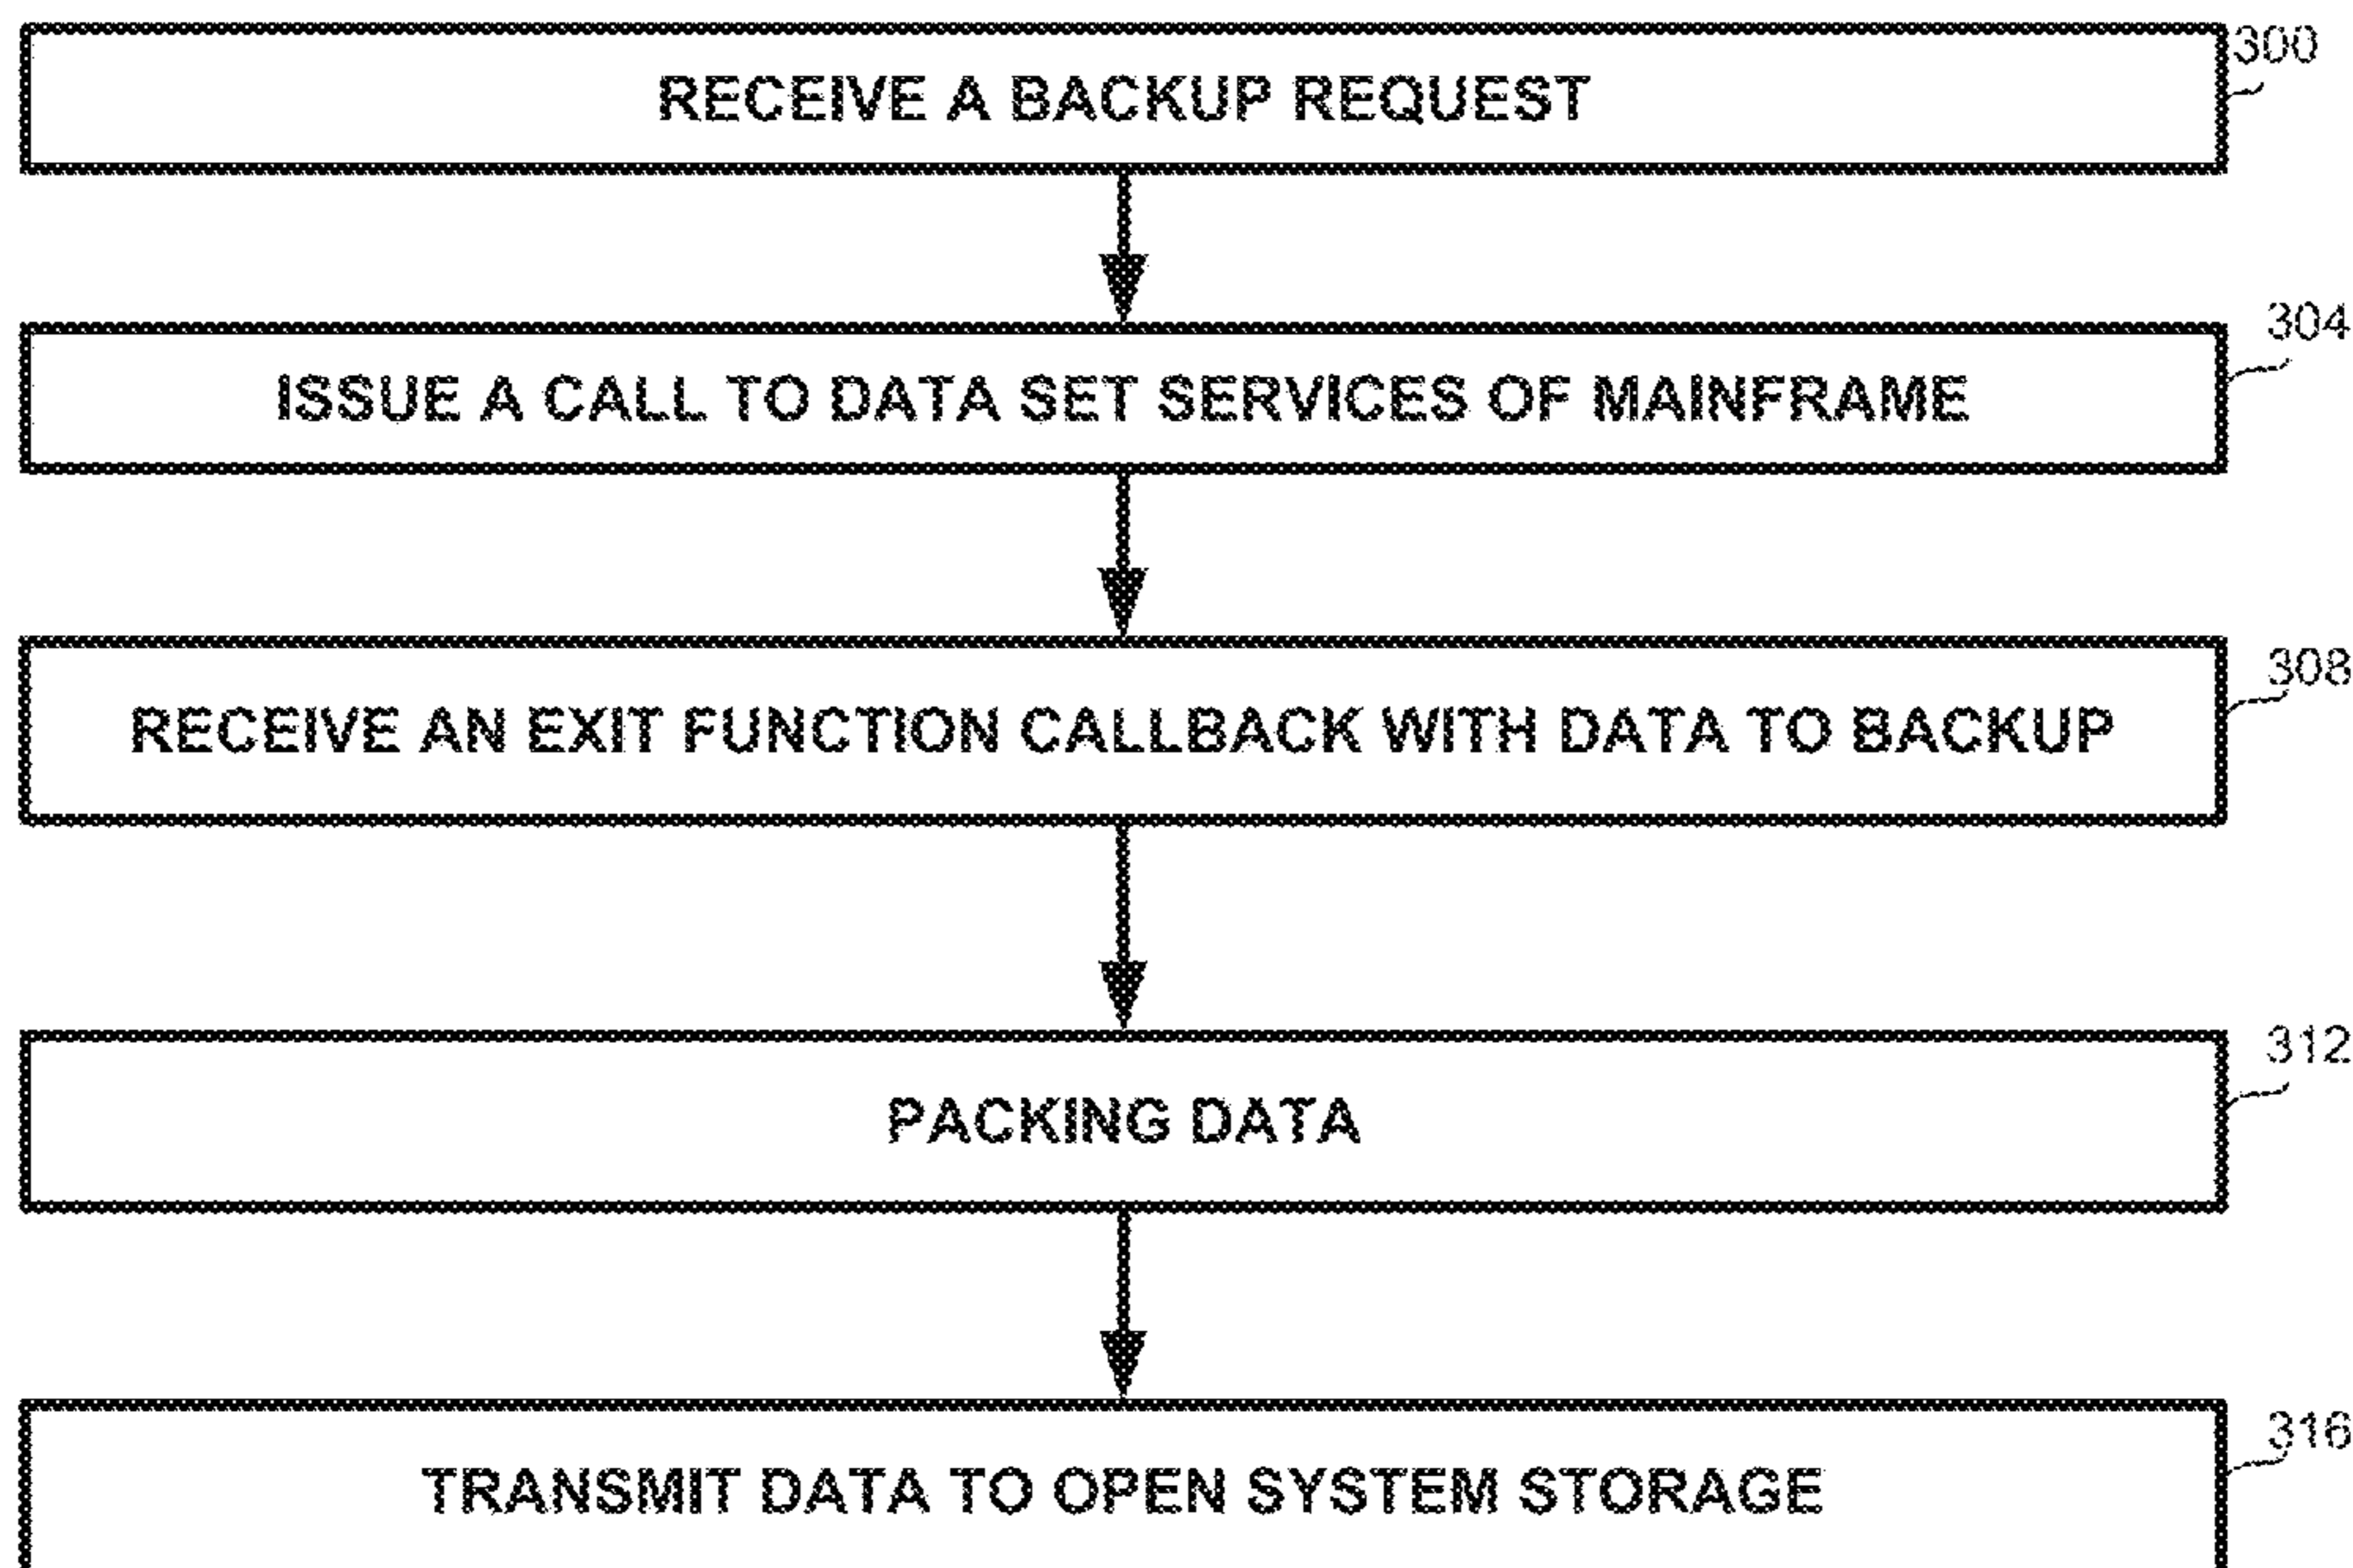 300
RECEIVE A BACKUP REQUEST
304
ISSUE A CALL TO DATA SET SERVICES OF MAINFRAME
308
RECEIVE AN EXIT FUNCTION CALLBACK WITH DATA TO BACKUP
312
PACKING DATA
316
TRANSMIT DATA TO OPEN SYSTEM STORAGE